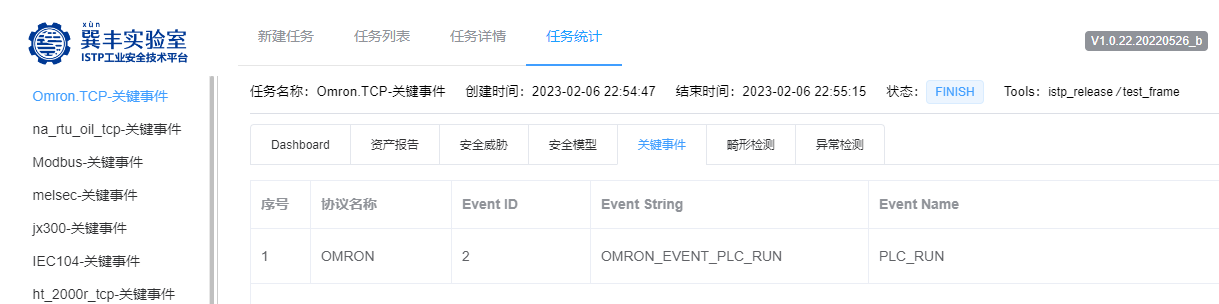 xùn
巽丰实验室
ISTP工业安全技术平台
新建任务 任务列表 任务详情 任务统计
V1.0.22.20220526_b
Omron.TCP-关键事件
na_rtu_oil_tcp-关键事件
Modbus-关键事件
melsec-关键事件
jx300-关键事件
IEC104-关键事件
ht_2000r_tcp-关键事件
任务名称：Omron.TCP-关键事件 创建时间：2023-02-06 22:54:47 结束时间：2023-02-06 22:55:15 状态： FINISH Tools：istp_release / test_frame
Dashboard 资产报告 安全威胁 安全模型 关键事件 畸形检测 异常检测
序号 协议名称 Event ID Event String Event Name
1 OMRON 2 OMRON_EVENT_PLC_RUN PLC_RUN